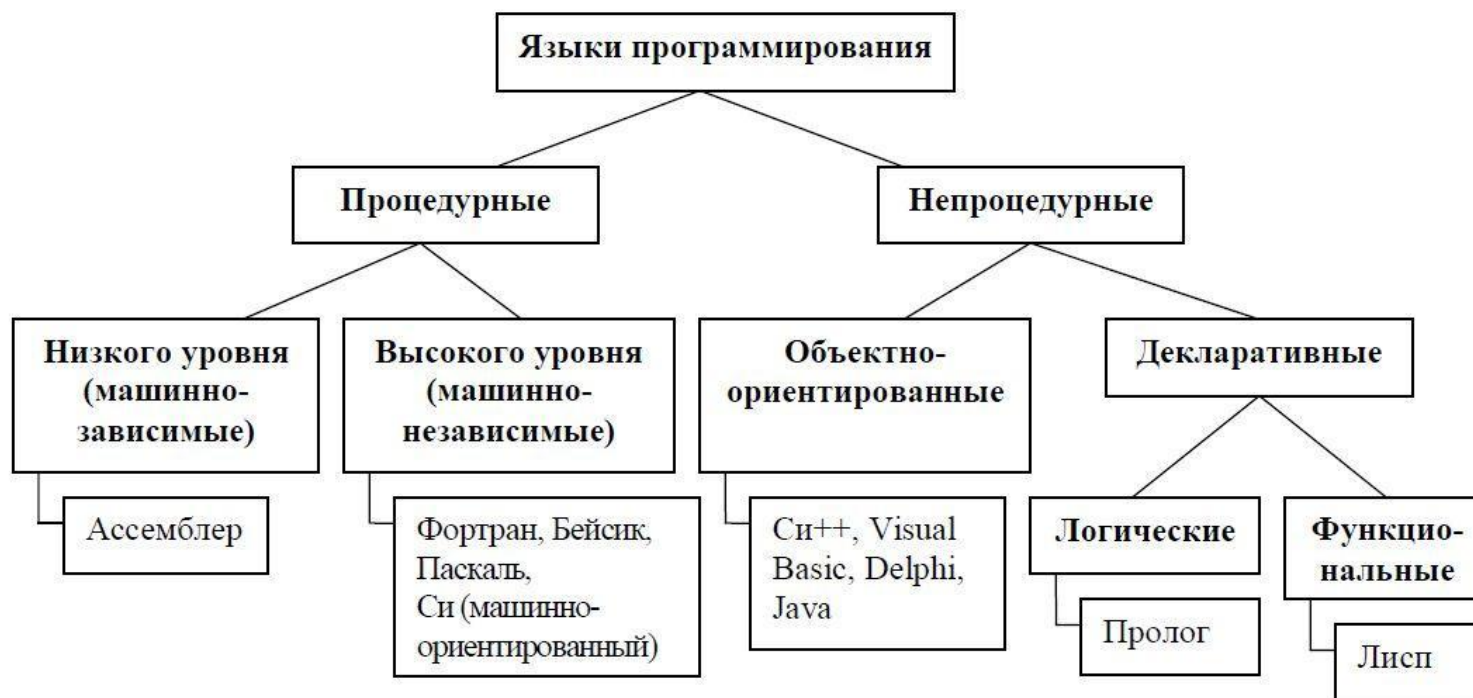 Языки программирования
Процедурные
Непроцедурные
Низкого уровня
(машинно-
зависимые)
Высокого уровня
(машинно-
независимые)
Объектно-
ориентированные
Декларативные
Ассемблер
Фортран, Бейсик,
Паскаль,
Си (машинно-
ориентированный)
Си++, Visual
Basic, Delphi,
Java
Логические
Функцио-
нальные
Пролог
Лисп